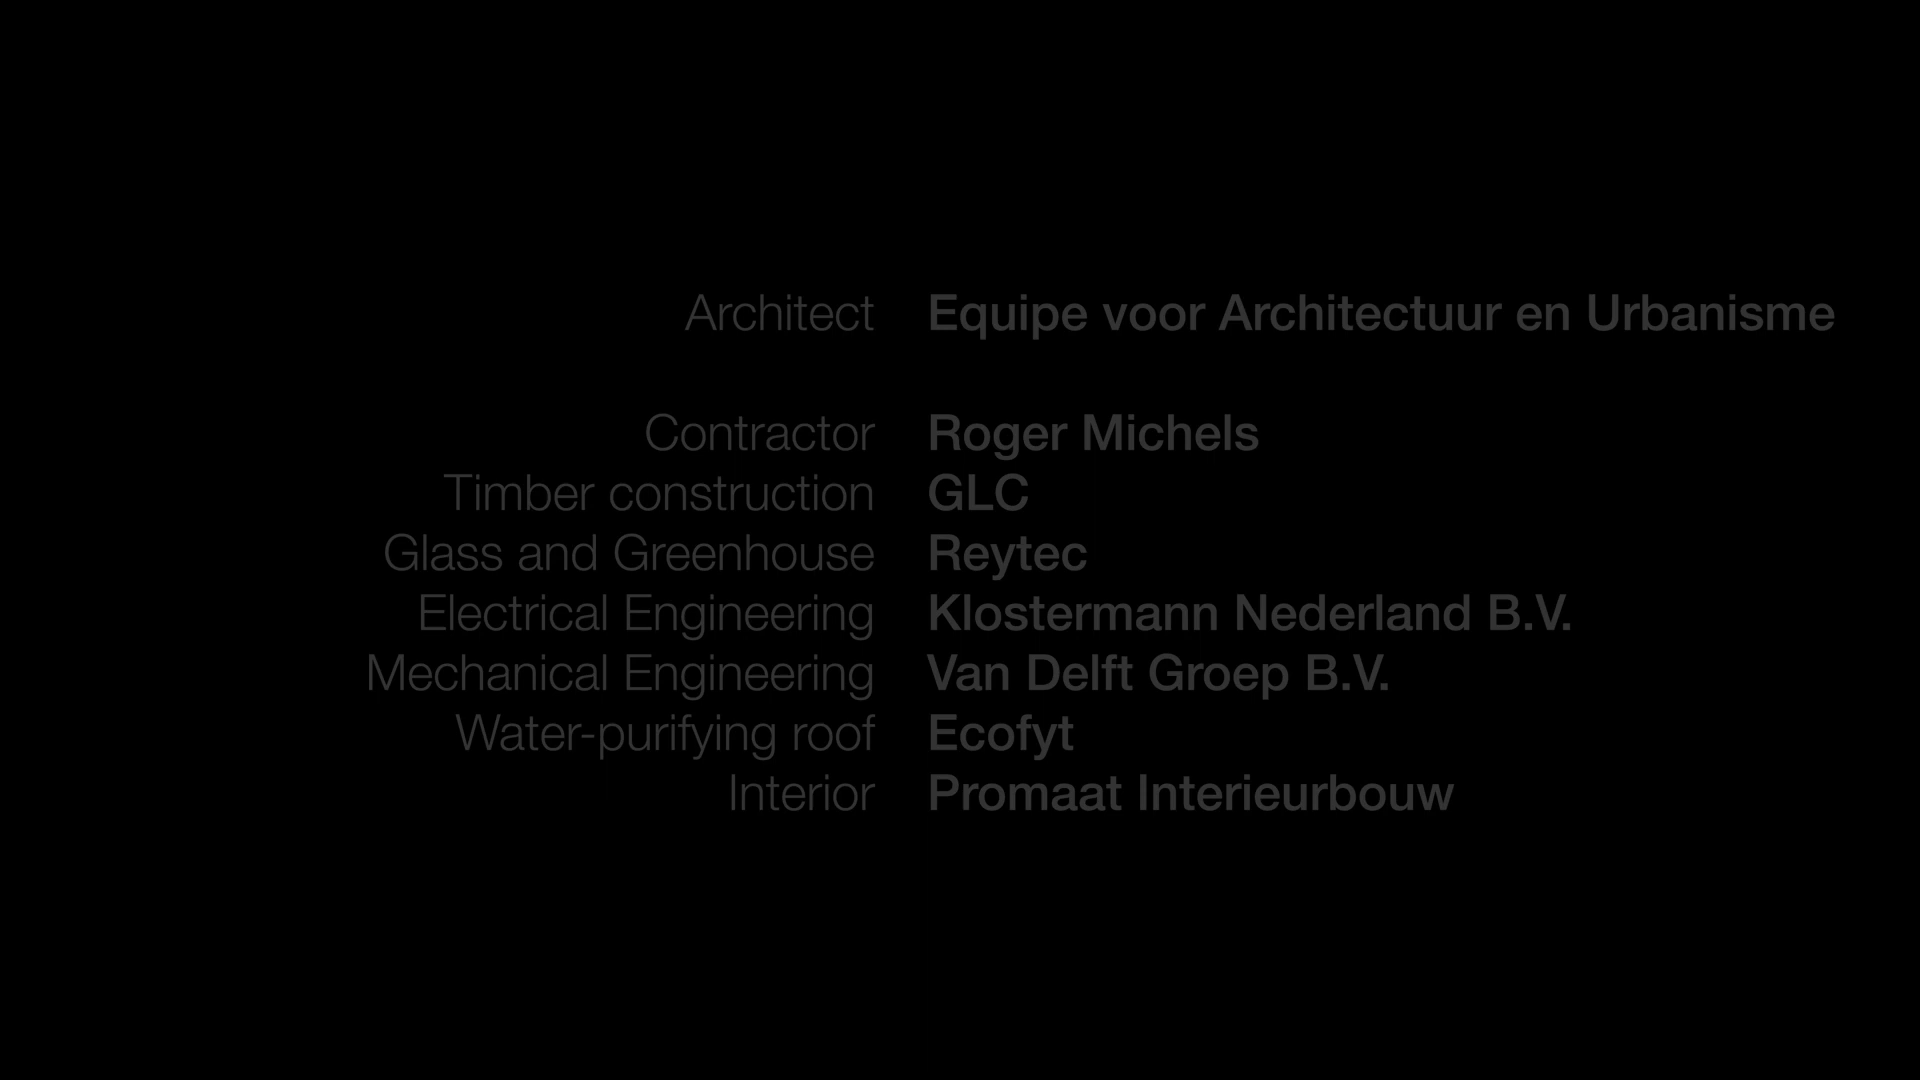 Architect Equipe voor Architectuur en Urbanisme
Contractor Roger Michels
Timber construction GLC
Glass and Greenhouse Reytec
Electrical Engineering Klostermann Nederland B.V.
Mechanical Engineering Van Delft Groep B.V.
Water-purifying roof Ecofyt
Interior Promaat Interieurbouw